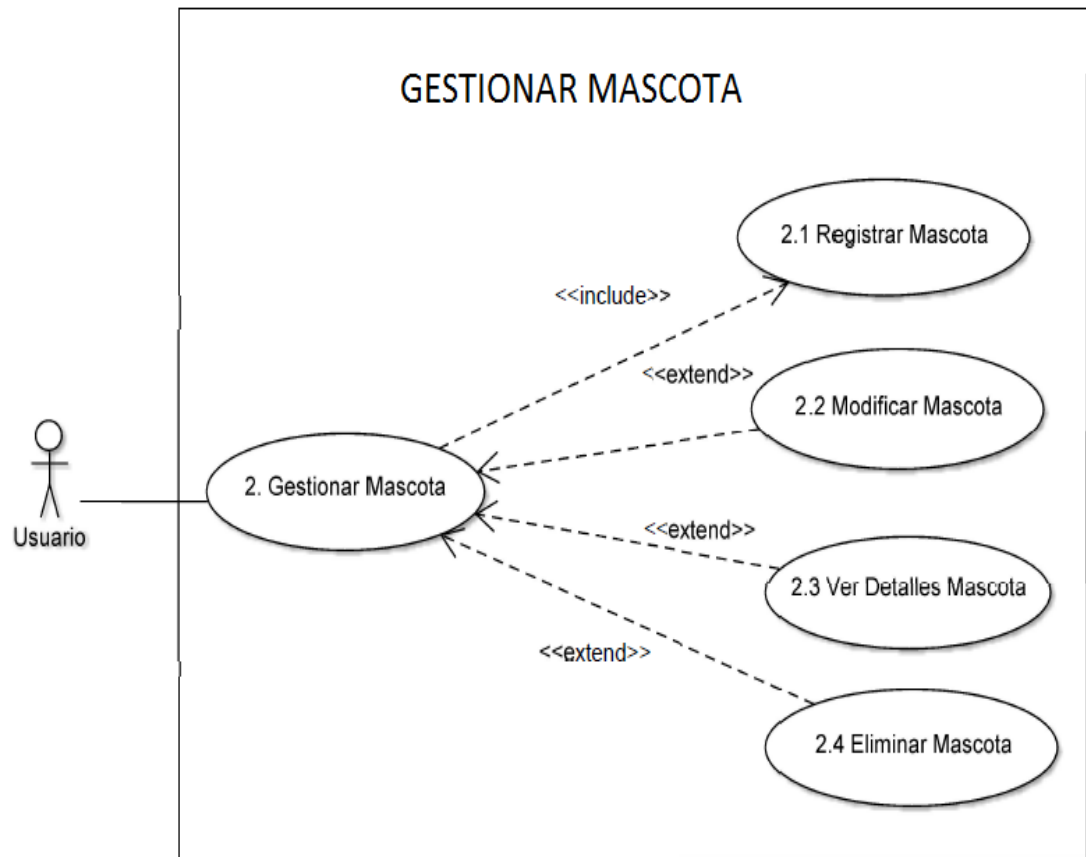 GESTIONAR MASCOTA
2.1 Registrar Mascota
<<include>>
<<extend>>
2.2 Modificar Mascota
2. Gestionar Mascota
Usuario
<<extend>>
2.3 Ver Detalles Mascota
<<extend>>
2.4 Eliminar Mascota